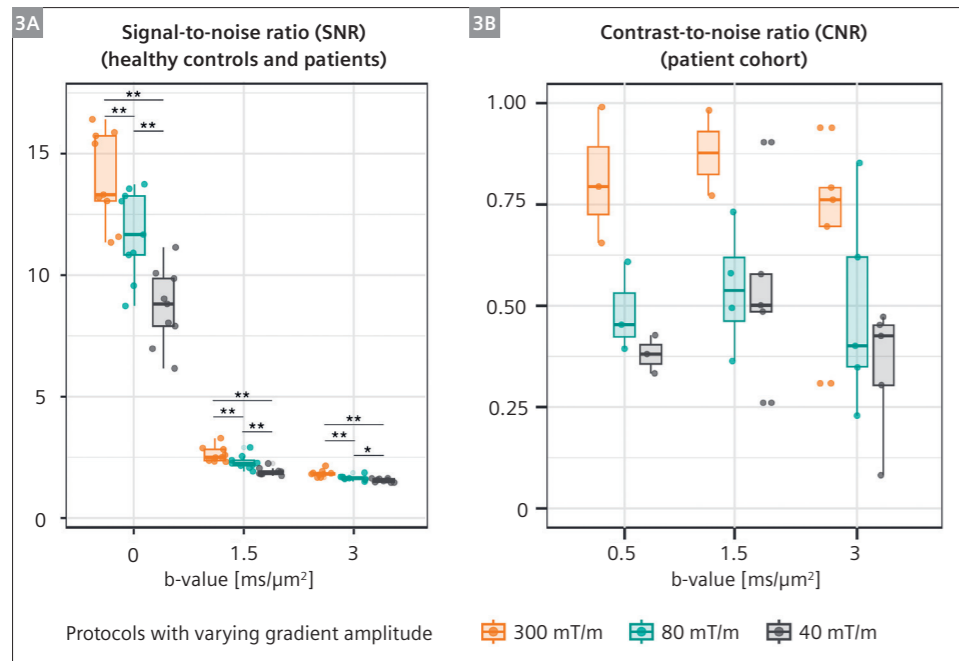 3A
Signal-to-noise ratio (SNR)
(healthy controls and patients)
**
**
**
**
**
**
**
**
*
15
10
5
0
0 1.5 3
b-value [ms/µm²]
3B
Contrast-to-noise ratio (CNR)
(patient cohort)
1.00
0.75
0.50
0.25
0
0.5 1.5 3
b-value [ms/µm²]
Protocols with varying gradient amplitude 300 mT/m 80 mT/m 40 mT/m